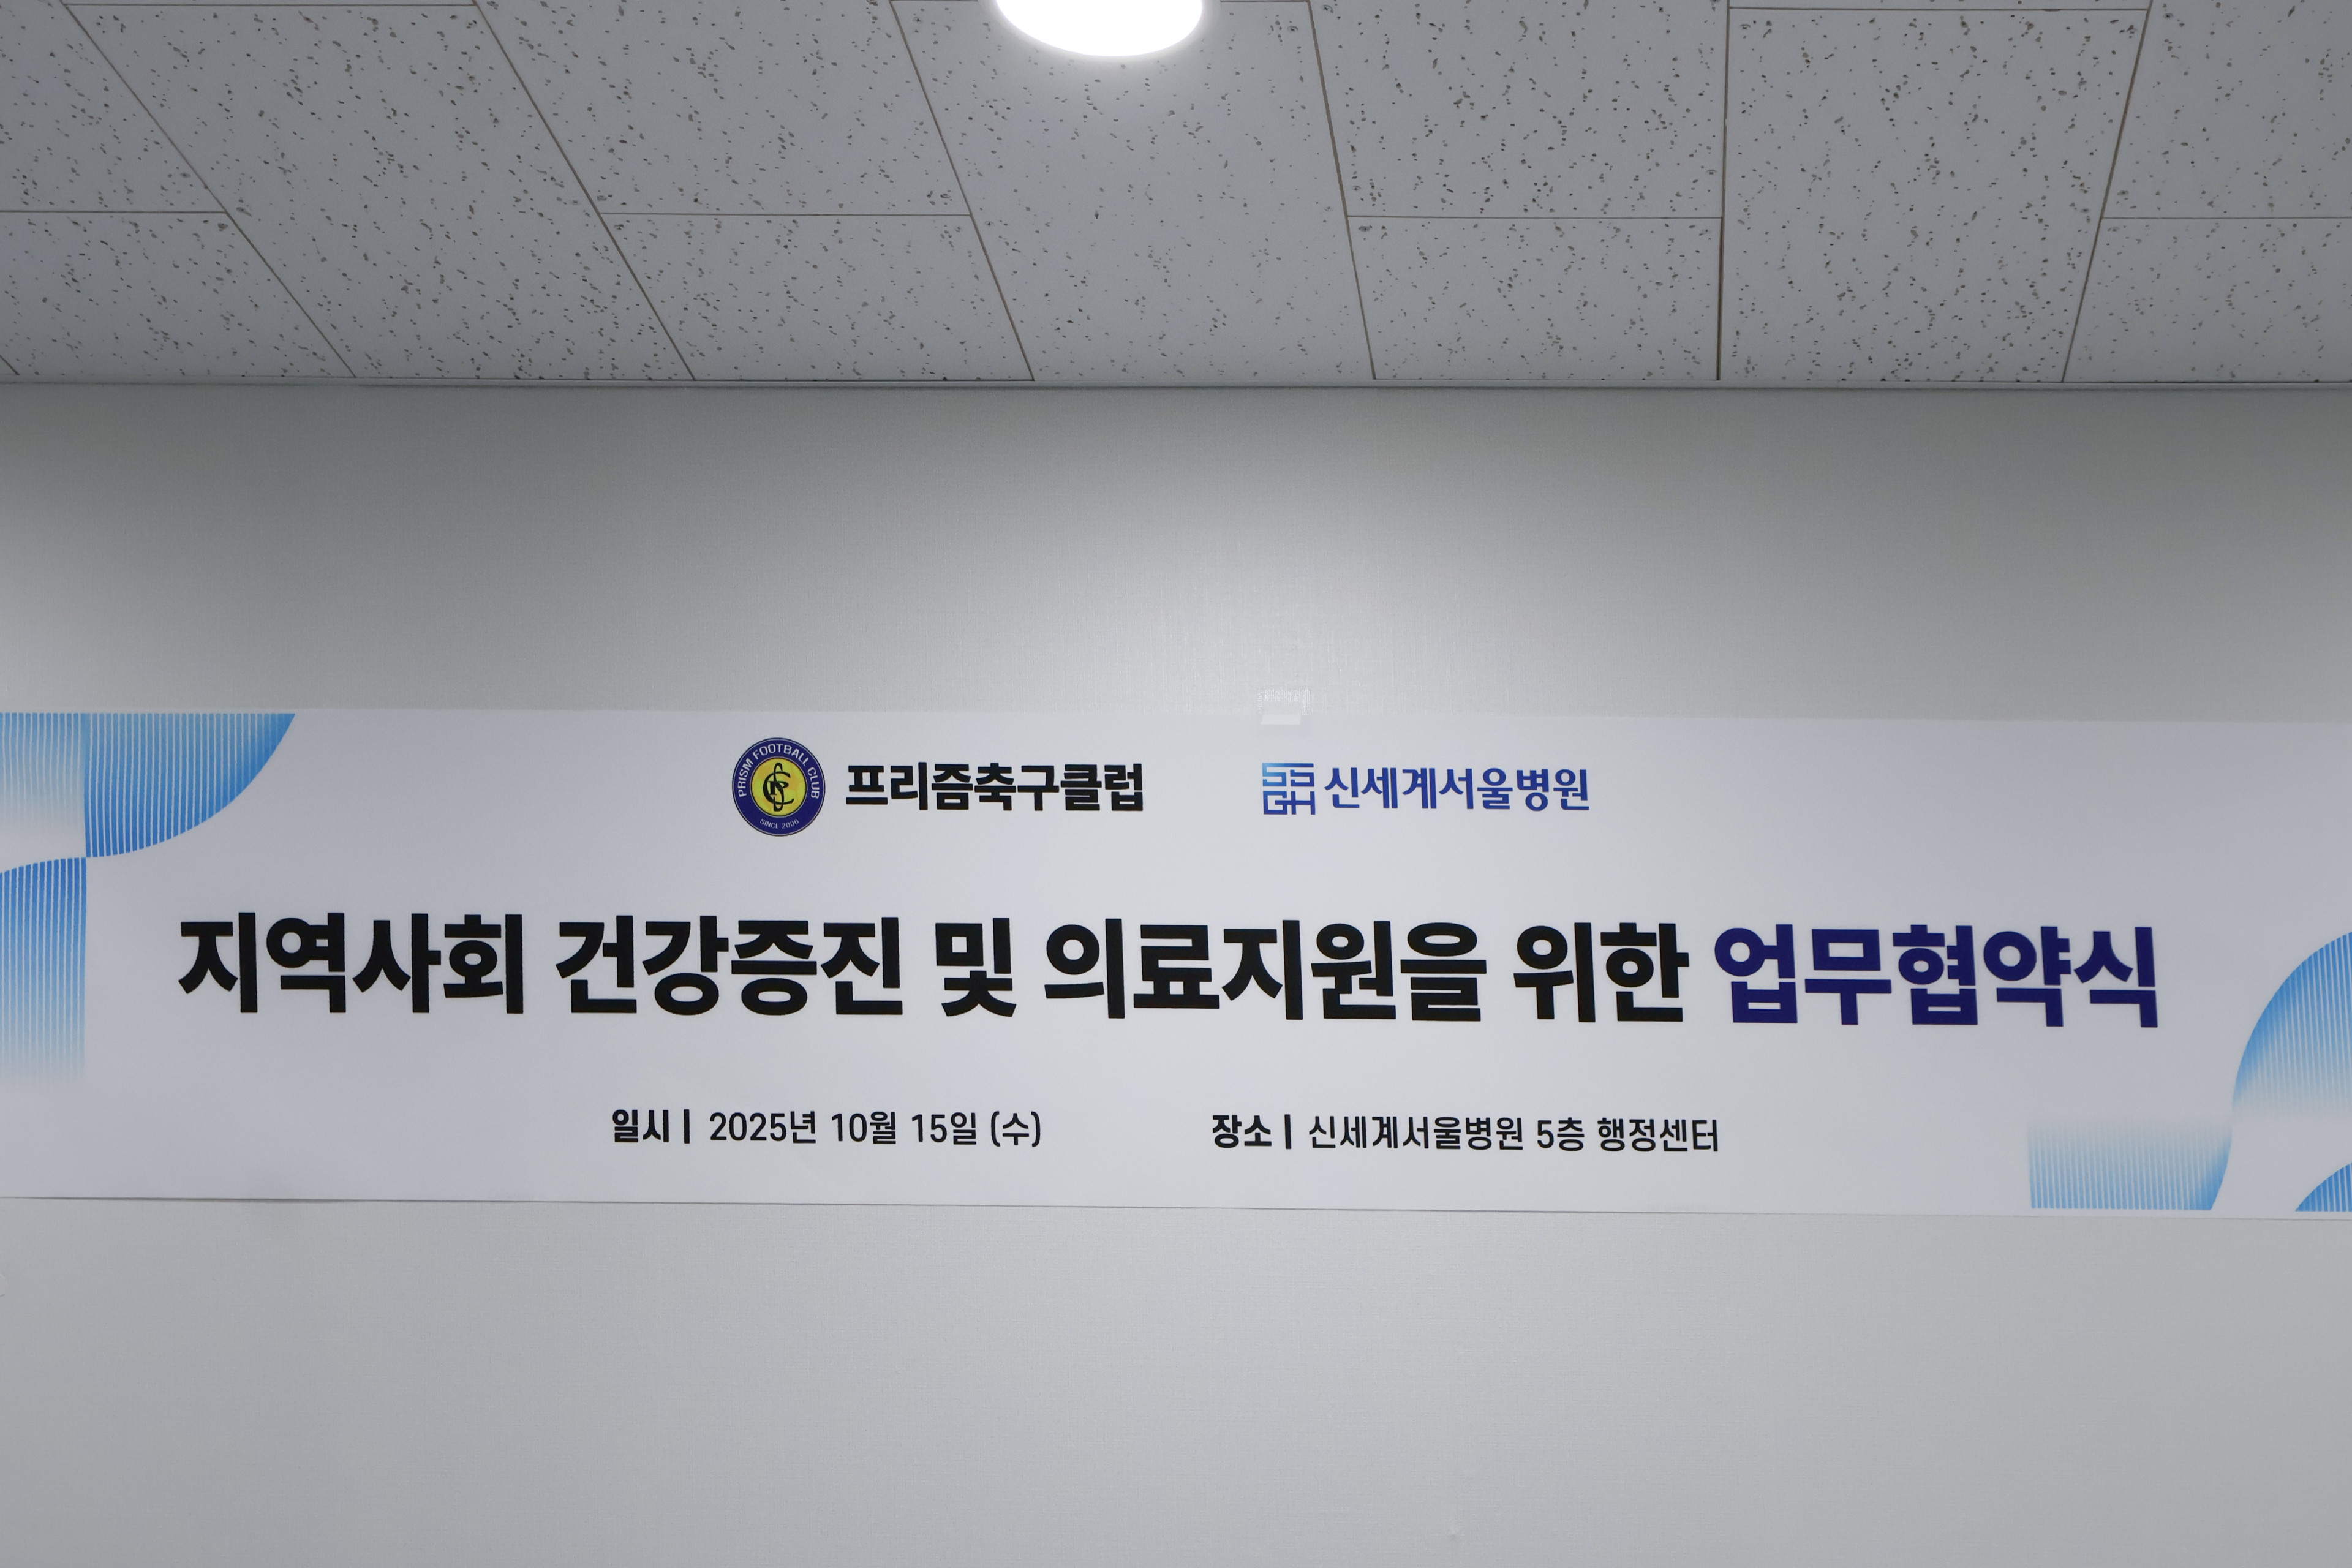 PRISM FOOTBALL CLUB
SINCE 2006
프리즘축구클럽
SSGH 신세계서울병원
지역사회 건강증진 및 의료지원을 위한 업무협약식
일시 | 2025년 10월 15일 (수)
장소 | 신세계서울병원 5층 행정센터